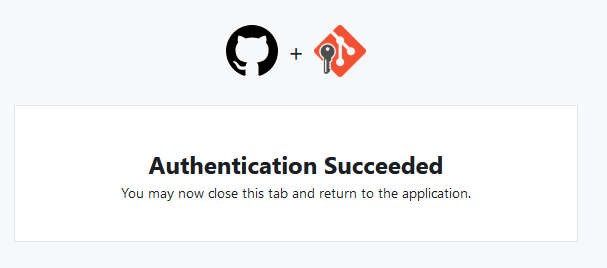 +
Authentication Succeeded
You may now close this tab and return to the application.